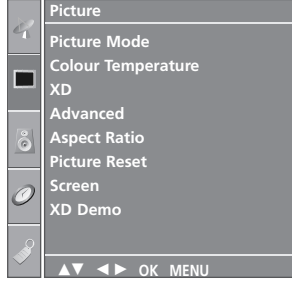 Picture
Picture Mode
Colour Temperature
XD
Advanced
Aspect Ratio
Picture Reset
Screen
XD Demo
▲▼ ◄► OK MENU